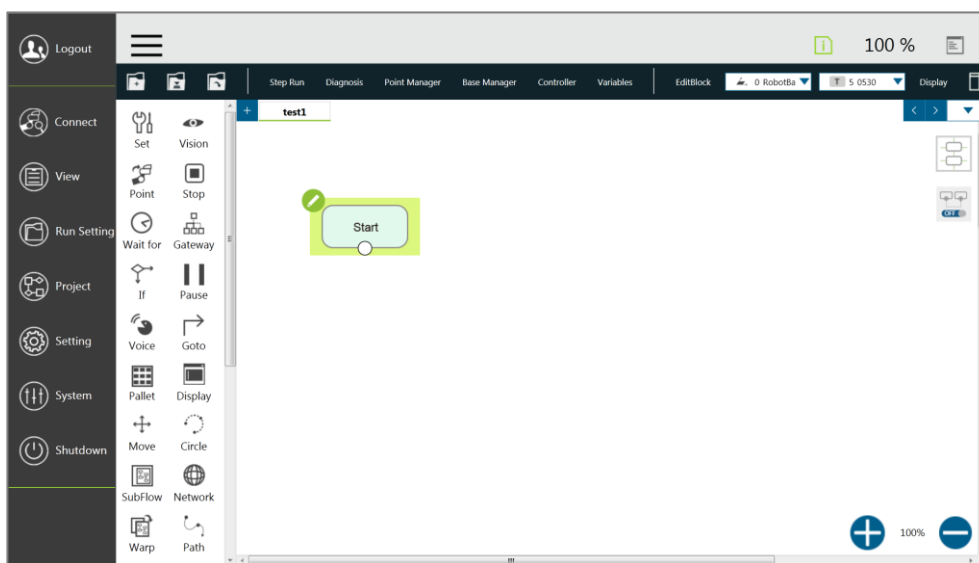 Logout
100 %
Step Run Diagnosis Point Manager Base Manager Controller Variables EditBlock 0 RobotBa T 5 0530 Display
Connect
View
Run Setting
Project
Setting
System
Shutdown
Set Vision
Point Stop
Wait for Gateway
If Pause
Voice Goto
Pallet Display
Move Circle
SubFlow Network
Warp Path
+ test1
Start
OFF
100%